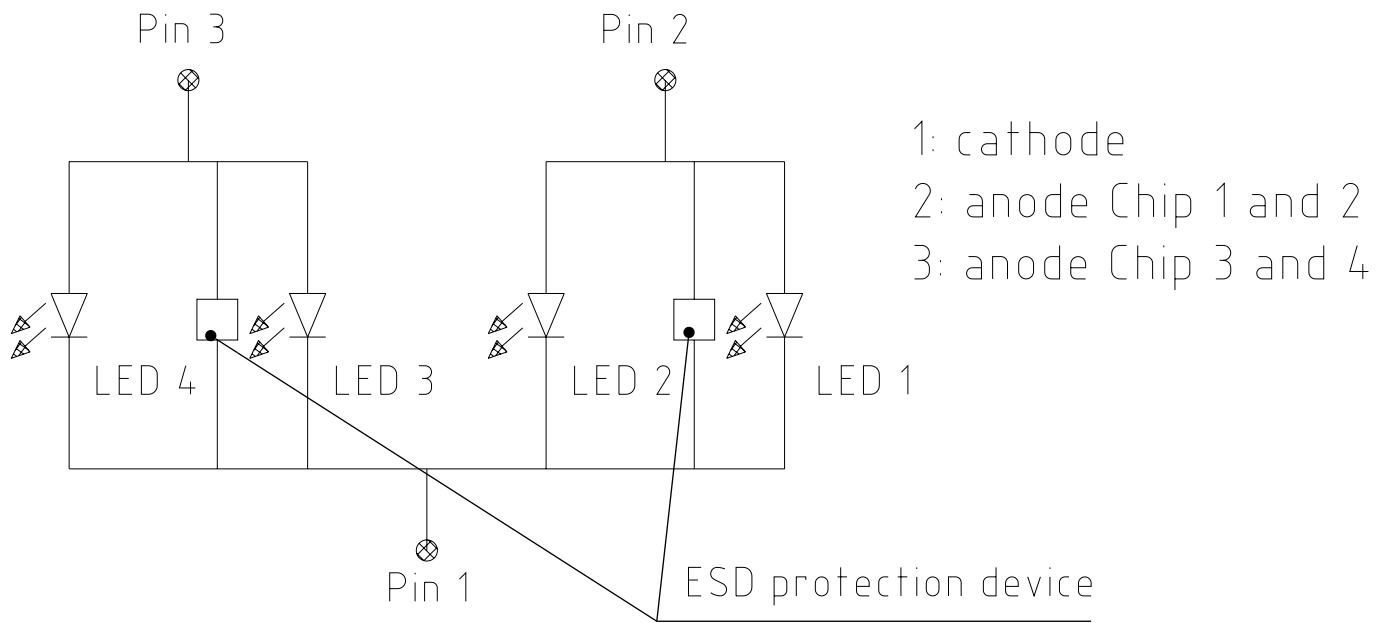 Pin 3
Pin 2
1: cathode
2: anode Chip 1 and 2
3: anode Chip 3 and 4
LED 4
LED 3
LED 2
LED 1
Pin 1
ESD protection device